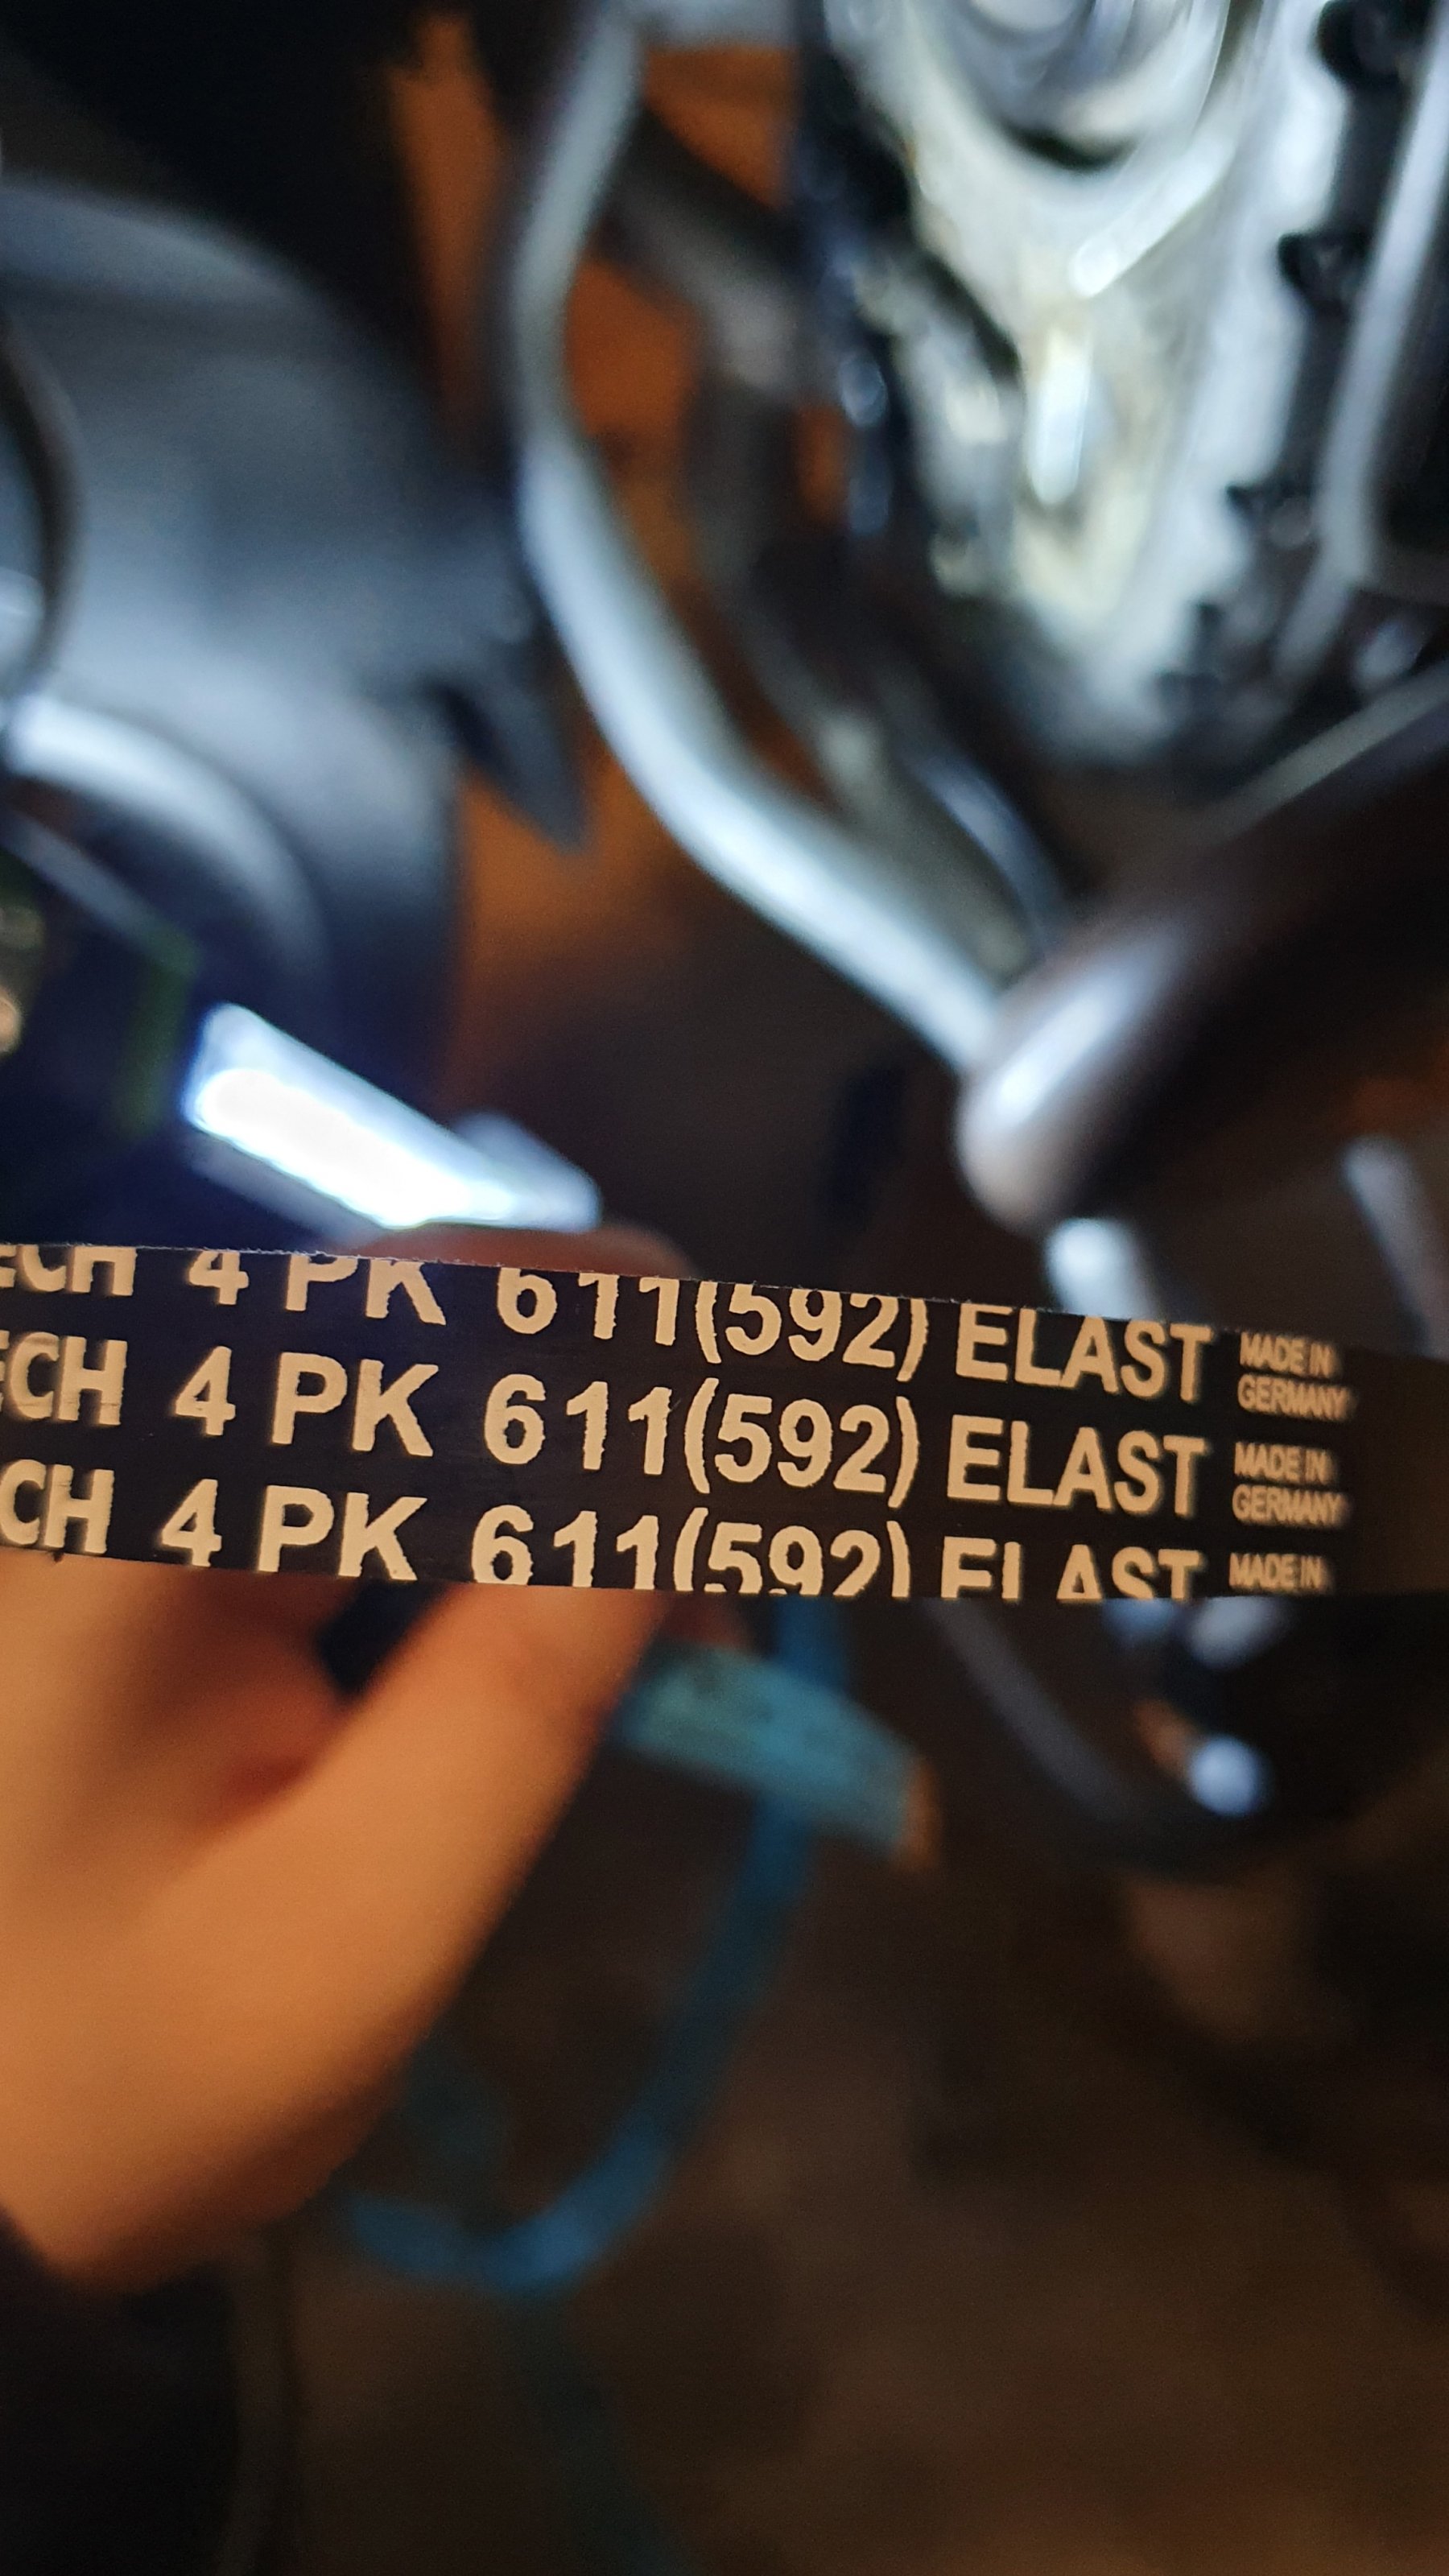 ECH 4 PK 611(592) ELAST MADE IN GERMANY
ECH 4 PK 611(592) ELAST MADE IN GERMANY
CH 4 PK 611(592) ELAST MADE IN